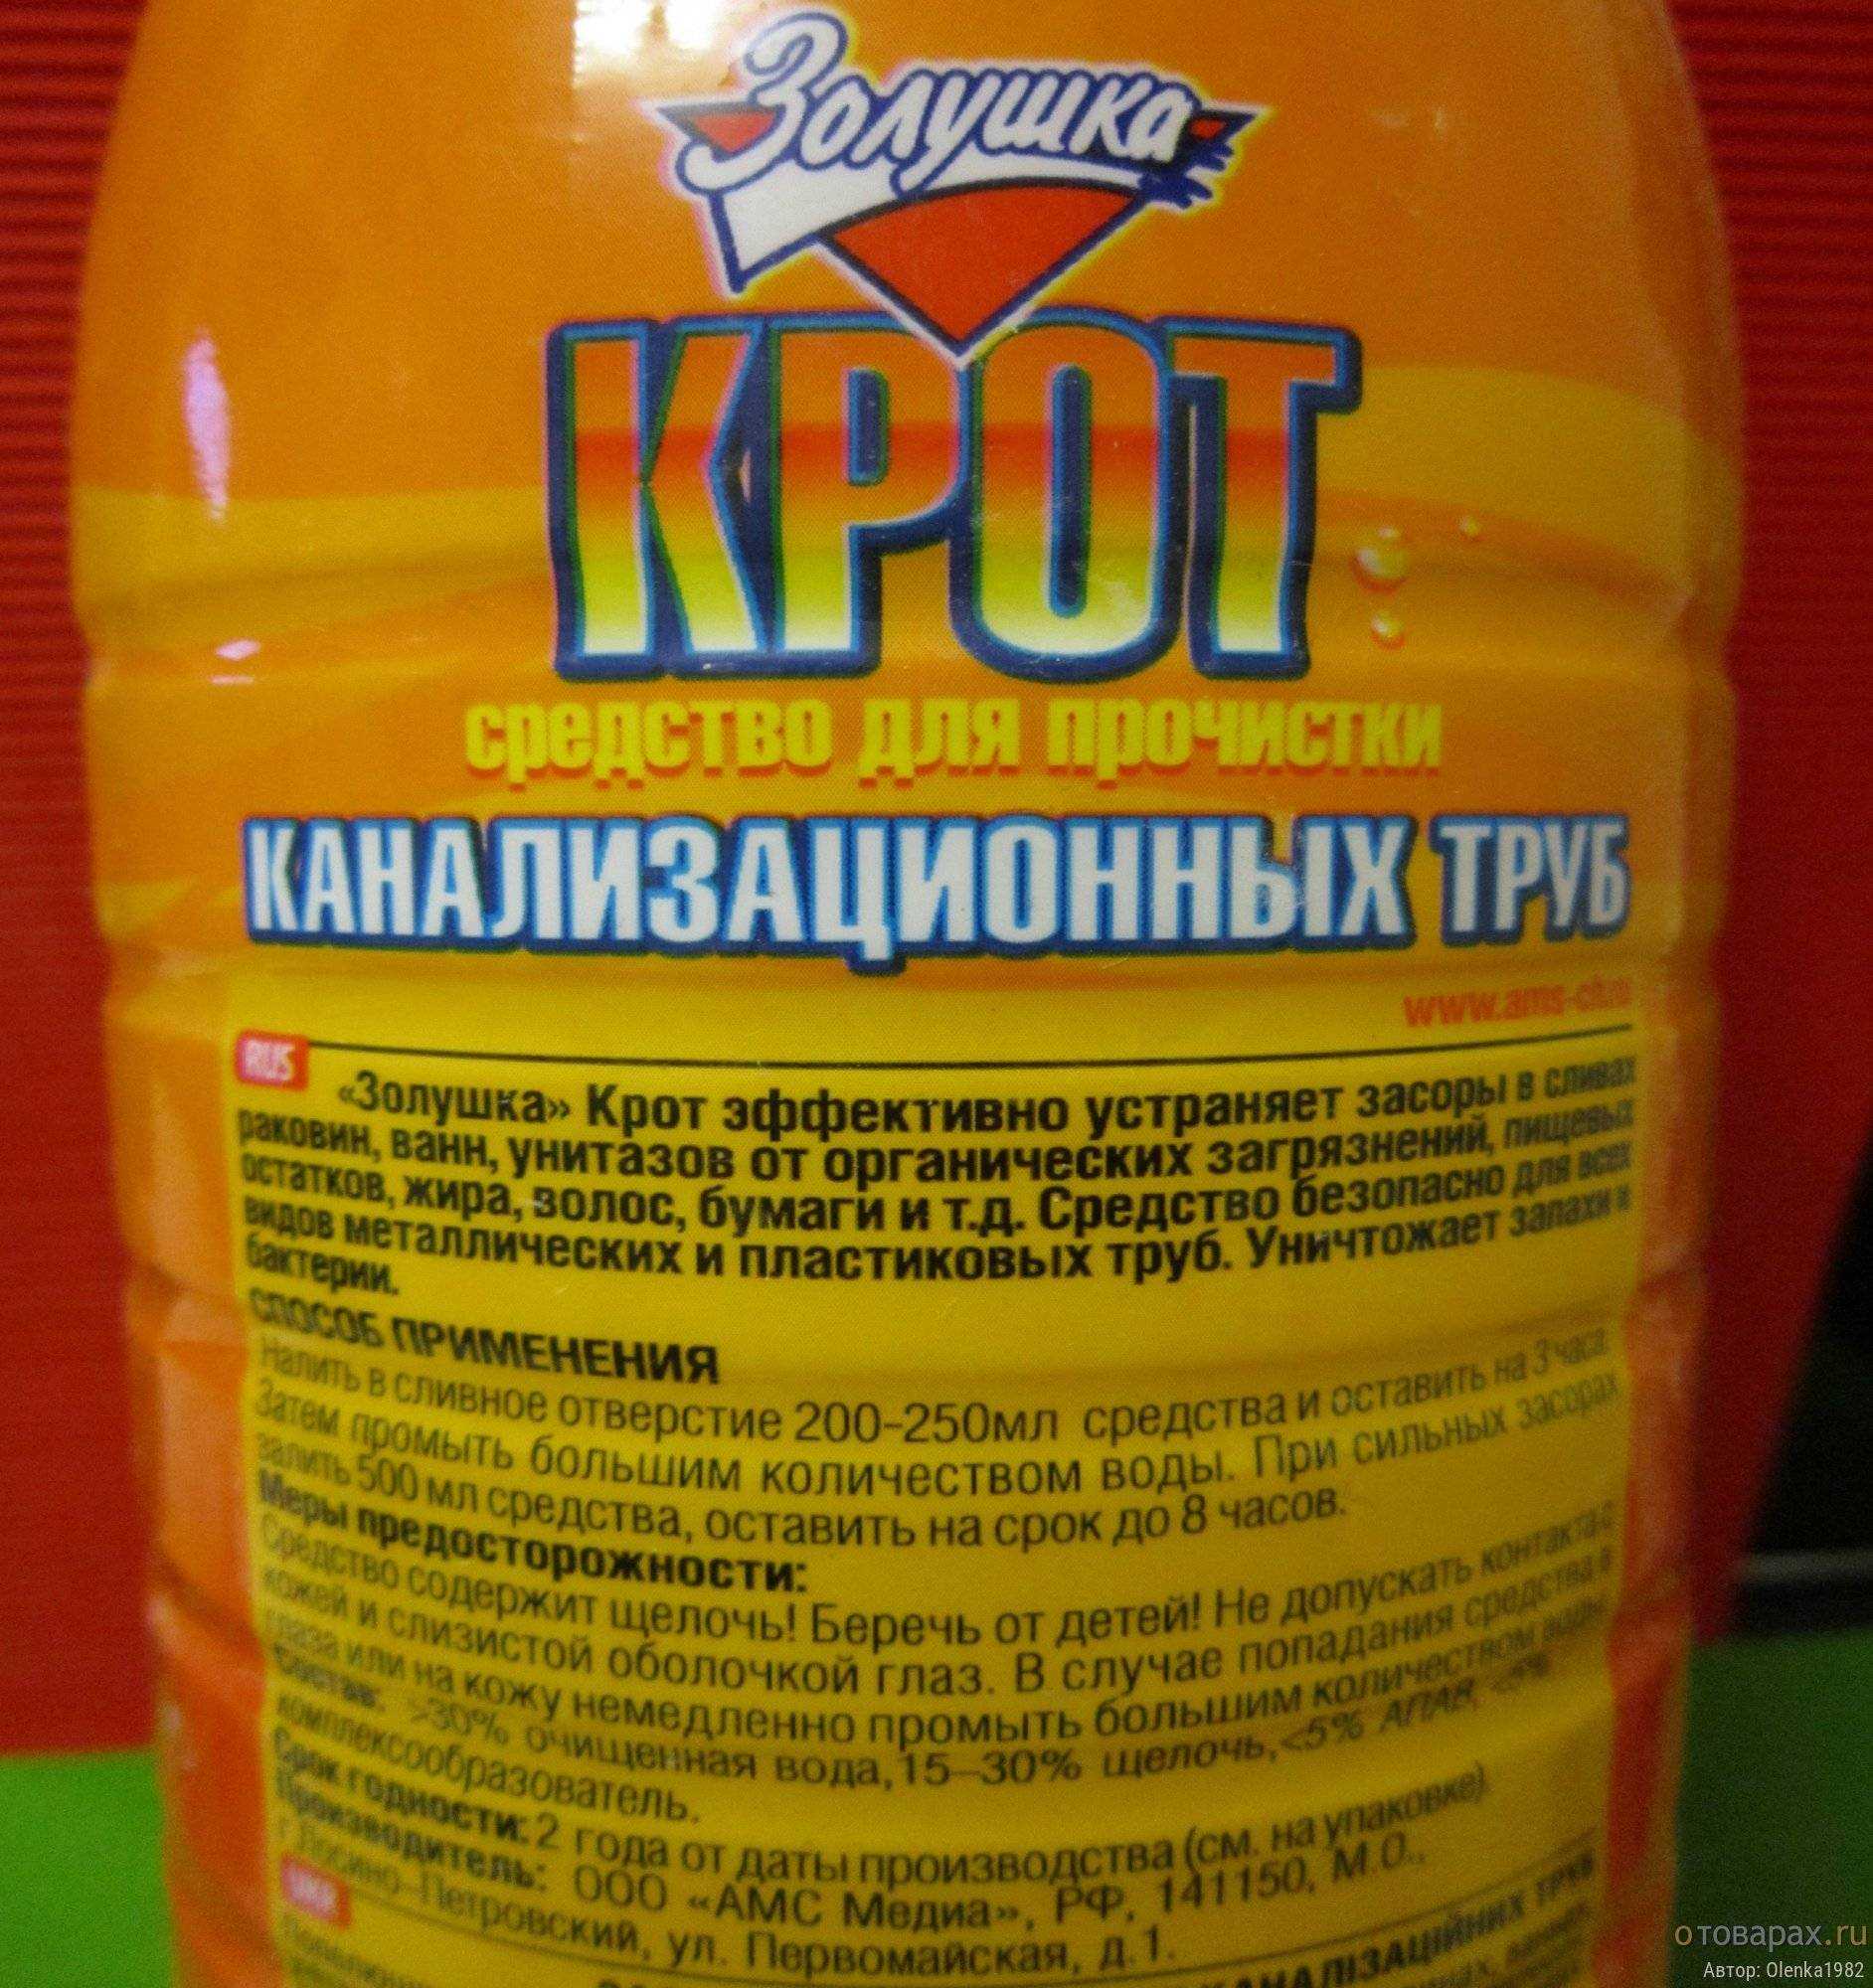 Золушка
КРОТ
средство для прочистки
КАНАЛИЗАЦИОННЫХ ТРУБ
RUS
«Золушка» Крот эффективно устраняет засоры в сливах
раковин, ванн, унитазов от органических загрязнений, пищевых
остатков, жира, волос, бумаги и т.д. Средство безопасно для всех
видов металлических и пластиковых труб. Уничтожает запахи и
бактерии.
СПОСОБ ПРИМЕНЕНИЯ
Налить в сливное отверстие 200-250мл средства и оставить на 3 часа.
Затем промыть большим количеством воды. При сильных засорах
залить 500 мл средства, оставить на срок до 8 часов.
Меры предосторожности:
Средство содержит щелочь! Беречь от детей! Не допускать контакта с
кожей и слизистой оболочкой глаз. В случае попадания средства в
глаза или на кожу немедленно промыть большим количеством воды.
Состав: >30% очищенная вода, 15–30% щелочь, <5% АПАВ, <5%
комплексообразователь.
Срок годности: 2 года от даты производства (см. на упаковке).
Производитель: ООО «АМС Медиа», РФ, 141150, М.О.,
г.Лосино-Петровский, ул. Первомайская, д.1.
UKR
КАНАЛІЗАЦІЙНИХ ТРУБ
отоварах.ru
Автор: Olenka1982